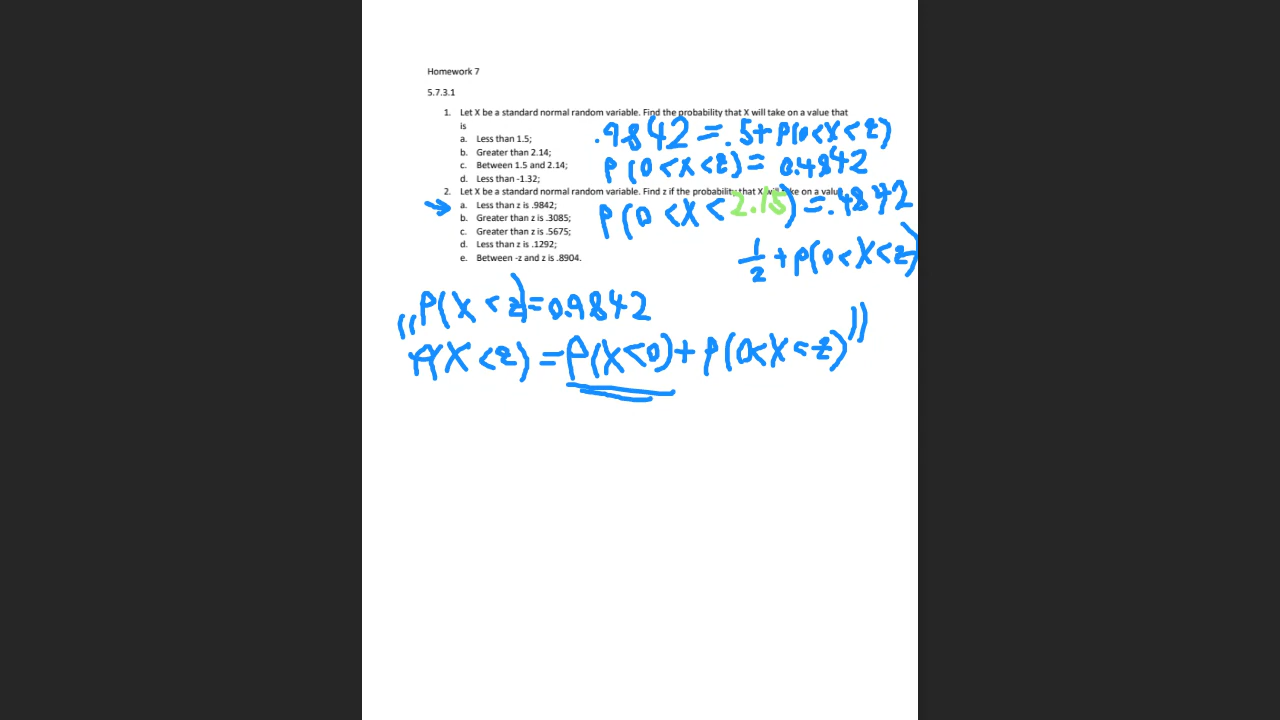 Homework 7
5.7.3.1
1. Let X be a standard normal random variable. Find the probability that X will take on a value that
is
a. Less than 1.5;
b. Greater than 2.14;
c. Between 1.5 and 2.14;
d. Less than -1.32;
2. Let X be a standard normal random variable. Find z if the probability that X will take on a value
a. Less than z is .9842;
b. Greater than z is .3085;
c. Greater than z is .5675;
d. Less than z is .1292;
e. Between -z and z is .8904.
.9842 = .5 + P(0 < X < z)
P(0 < X < z) = 0.4842
P(0 < X < 2.15) = .4842
1/2 + P(0 < X < z)
"P(X < z) = 0.9842
P(X < z) = P(X < 0) + P(0 < X < z)"